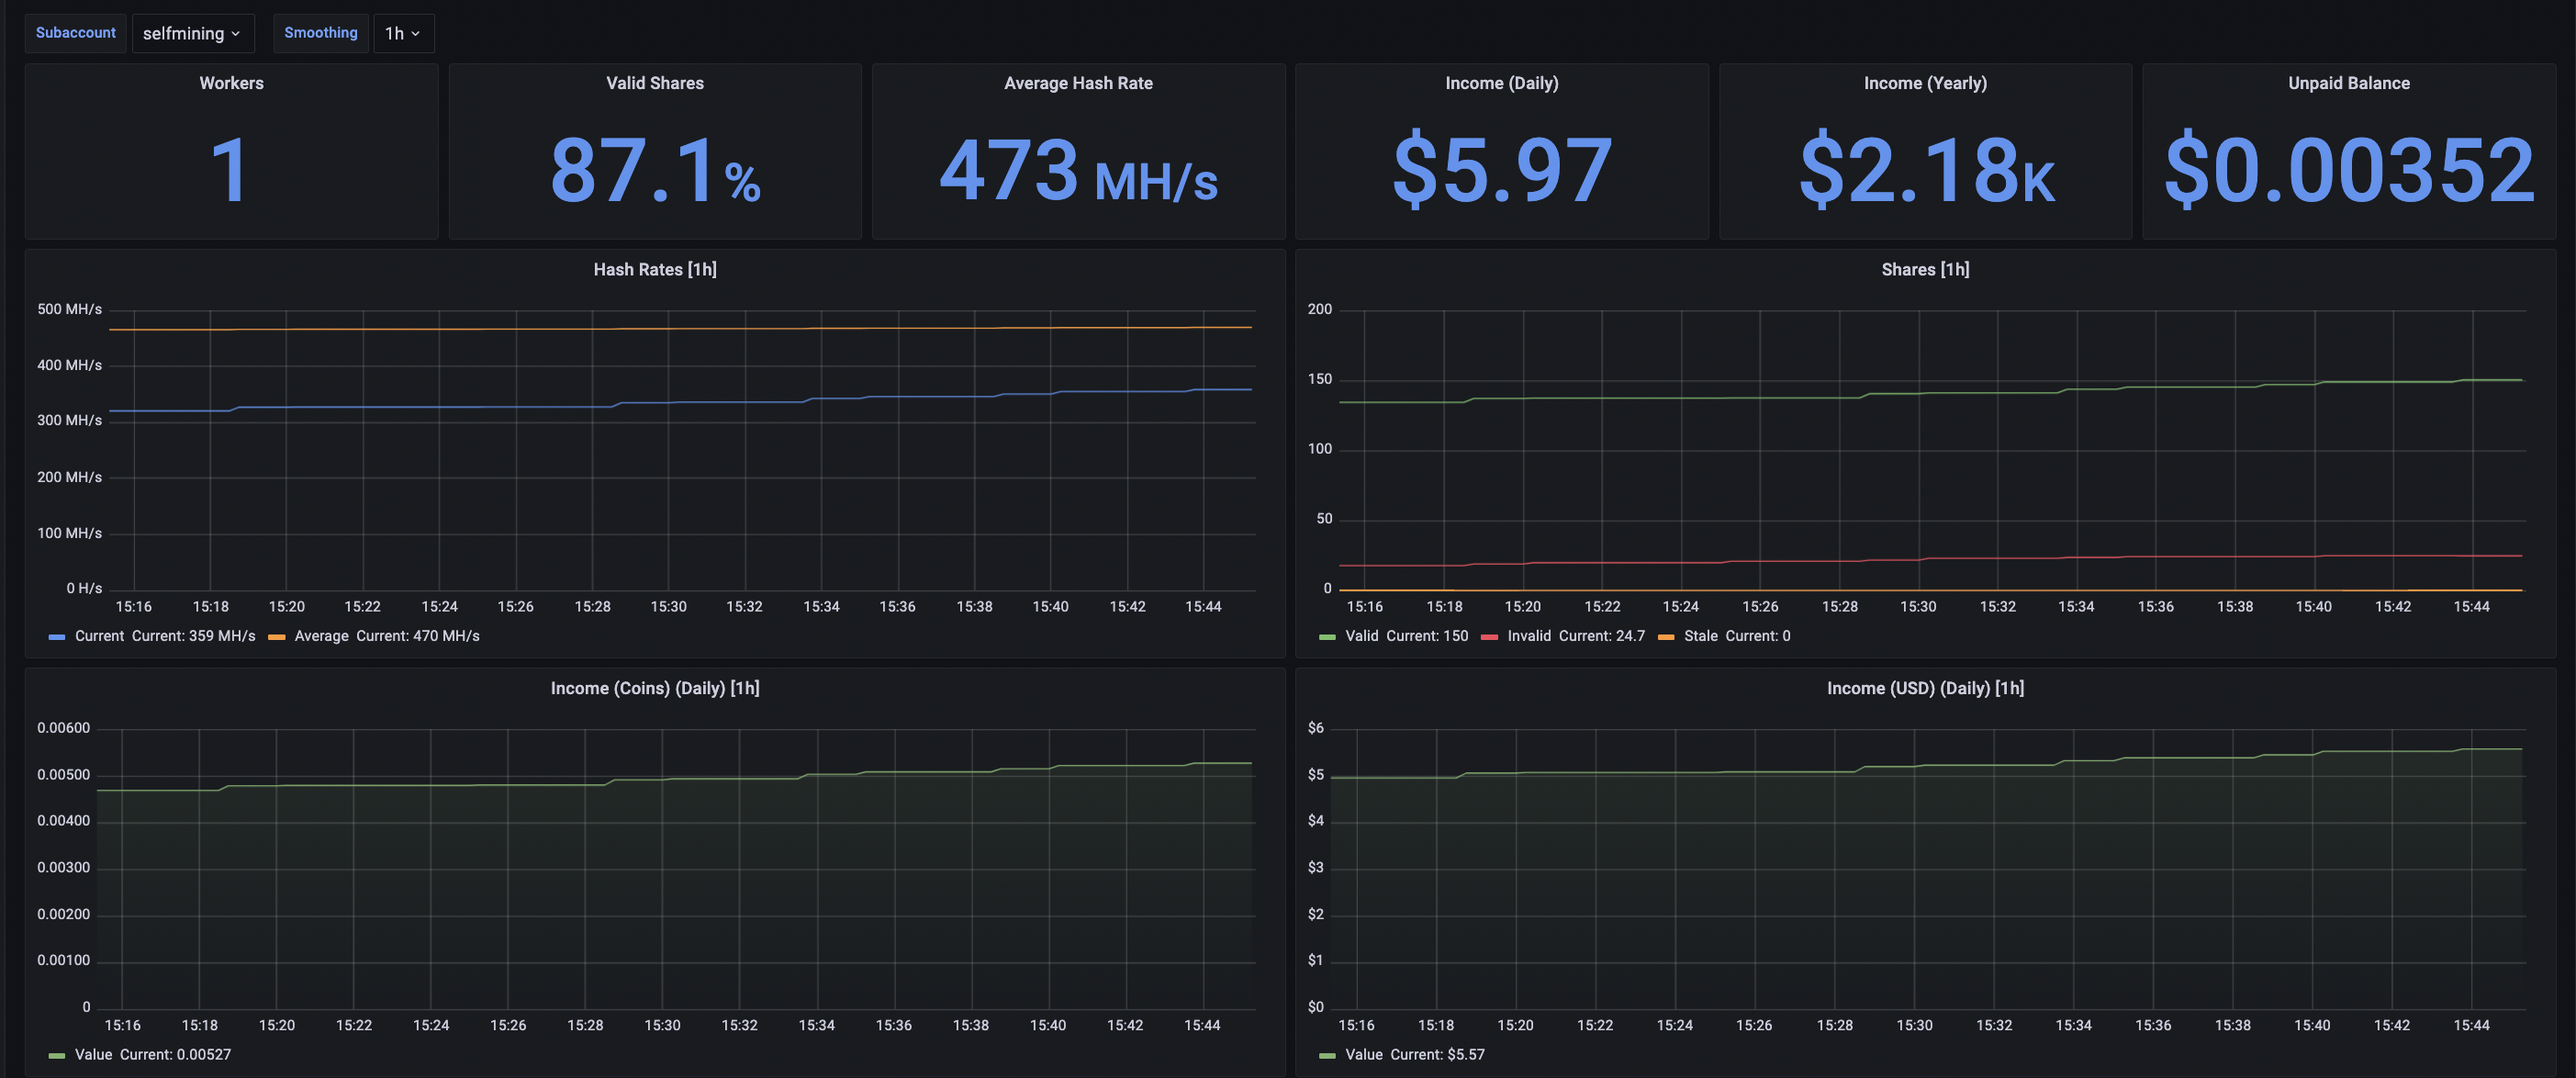 Subaccount selfmining Smoothing 1h
Workers
1
Valid Shares
87.1%
Average Hash Rate
473 MH/s
Income (Daily)
$5.97
Income (Yearly)
$2.18K
Unpaid Balance
$0.00352
Hash Rates [1h]
500 MH/s
400 MH/s
300 MH/s
200 MH/s
100 MH/s
0 H/s
15:16 15:18 15:20 15:22 15:24 15:26 15:28 15:30 15:32 15:34 15:36 15:38 15:40 15:42 15:44
Current Current: 359 MH/s Average Current: 470 MH/s
Shares [1h]
200
150
100
50
0
15:16 15:18 15:20 15:22 15:24 15:26 15:28 15:30 15:32 15:34 15:36 15:38 15:40 15:42 15:44
Valid Current: 150 Invalid Current: 24.7 Stale Current: 0
Income (Coins) (Daily) [1h]
0.00600
0.00500
0.00400
0.00300
0.00200
0.00100
0
15:16 15:18 15:20 15:22 15:24 15:26 15:28 15:30 15:32 15:34 15:36 15:38 15:40 15:42 15:44
Value Current: 0.00527
Income (USD) (Daily) [1h]
$6
$5
$4
$3
$2
$1
$0
15:16 15:18 15:20 15:22 15:24 15:26 15:28 15:30 15:32 15:34 15:36 15:38 15:40 15:42 15:44
Value Current: $5.57